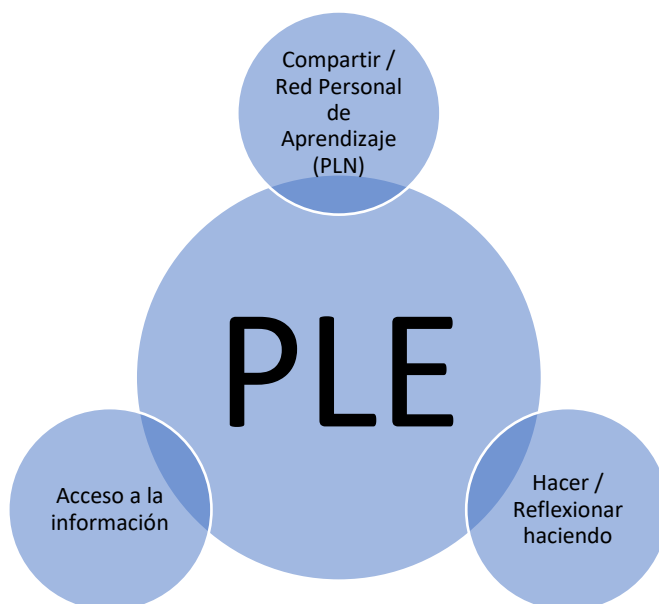 Compartir /
Red Personal
de
Aprendizaje
(PLN)
PLE
Acceso a la
información
Hacer /
Reflexionar
haciendo